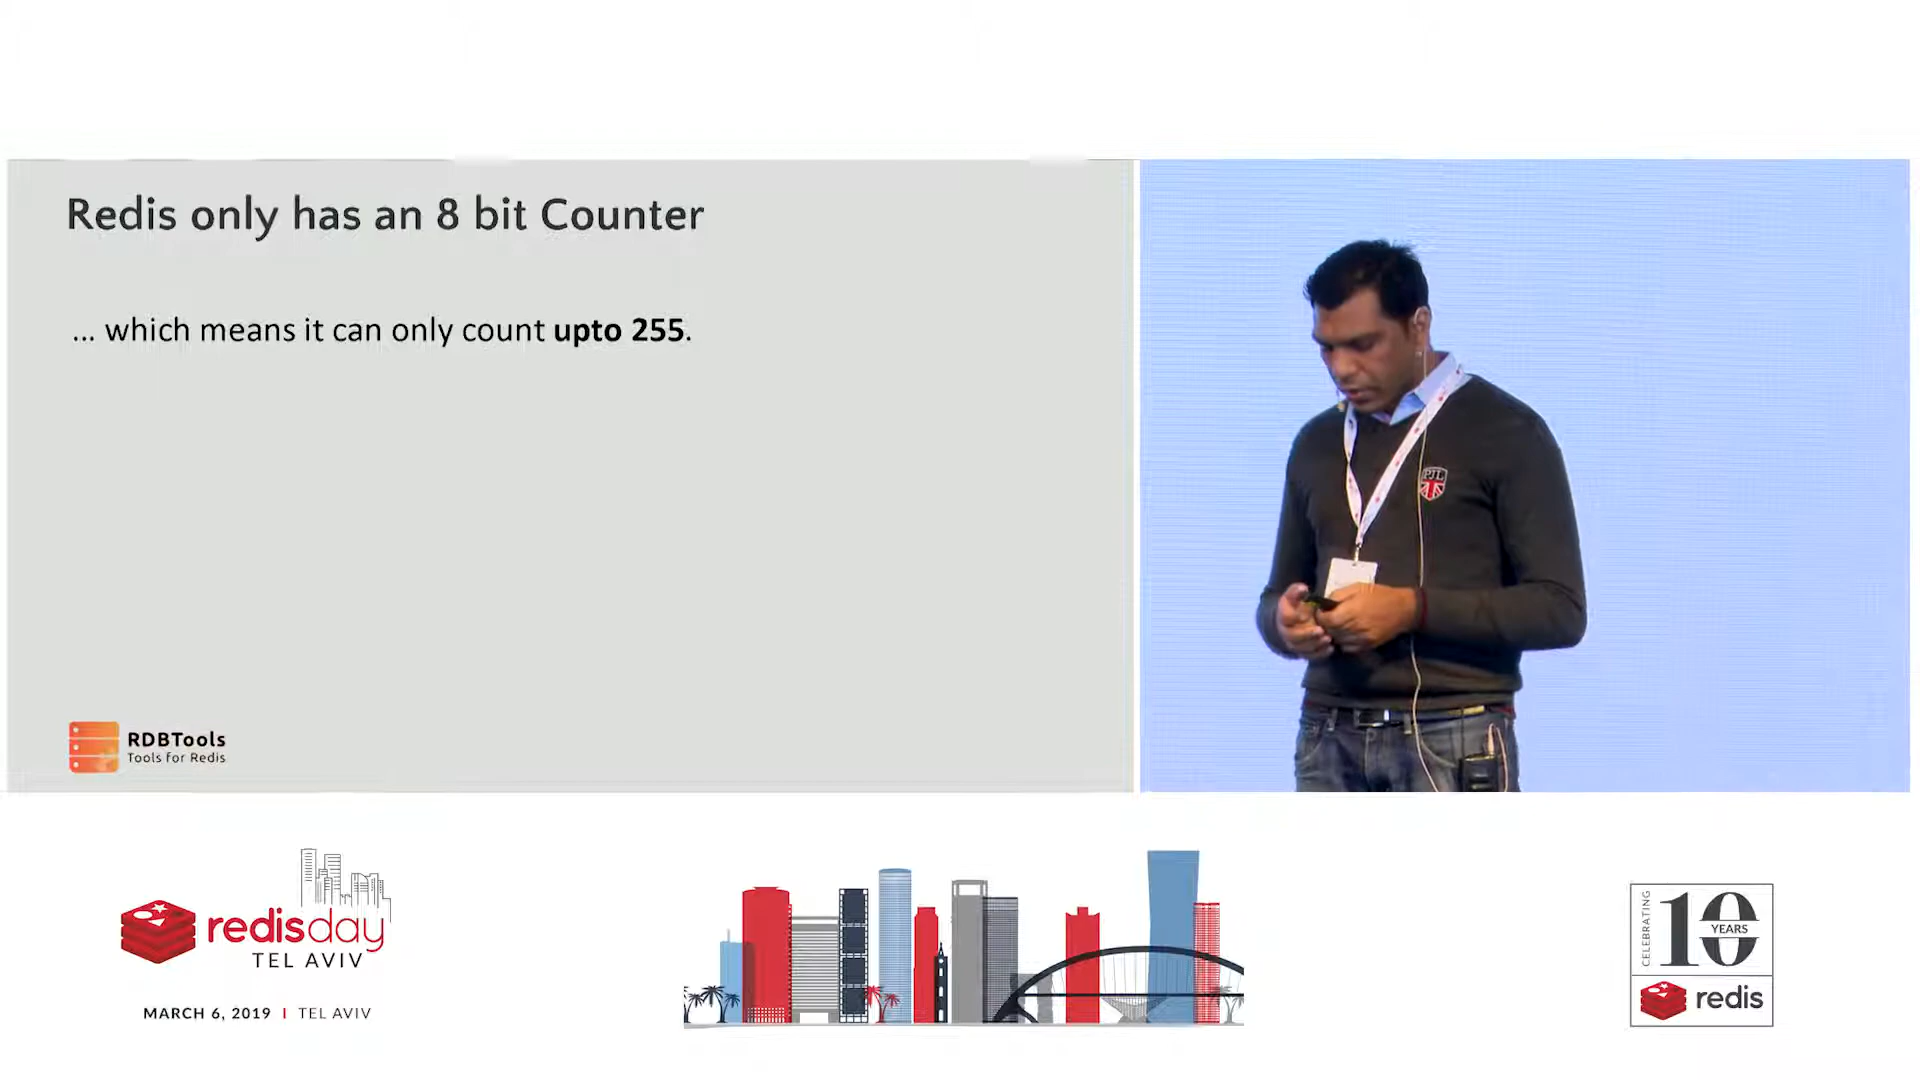 Redis only has an 8 bit Counter
... which means it can only count upto 255.
RDBTools
Tools for Redis
PJL
redisday
TEL AVIV
MARCH 6, 2019 | TEL AVIV
CELEBRATING
10
YEARS
redis